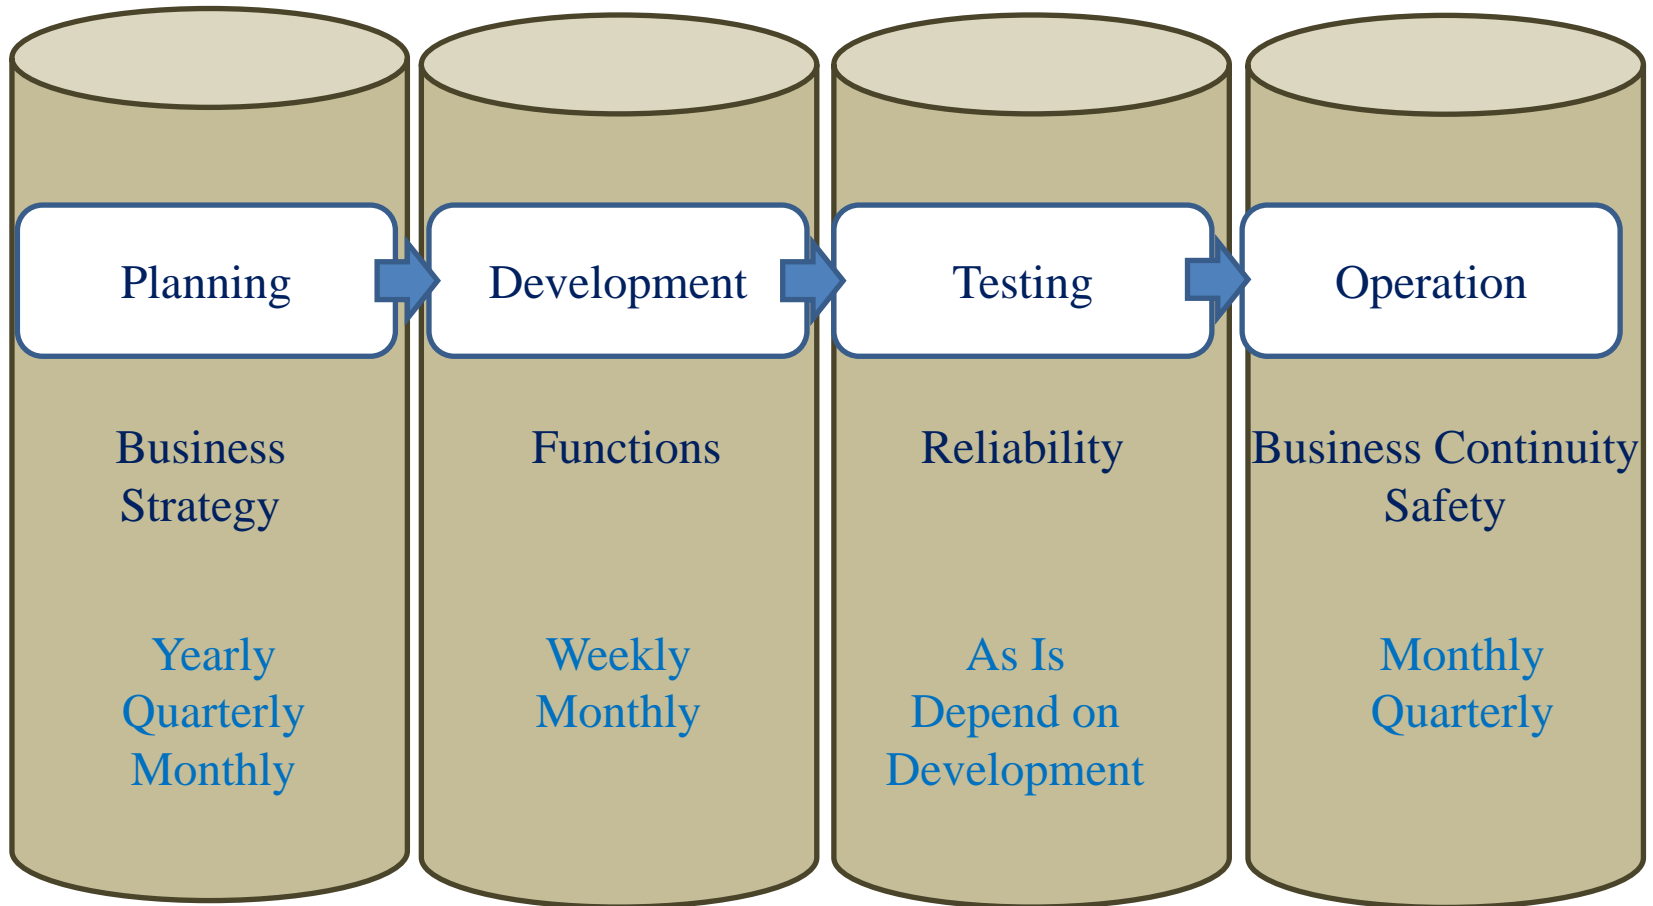 Planning
Development
Testing
Operation
Business
Strategy
Functions
Reliability
Business Continuity
Safety
Yearly
Quarterly
Monthly
Weekly
Monthly
As Is
Depend on
Development
Monthly
Quarterly